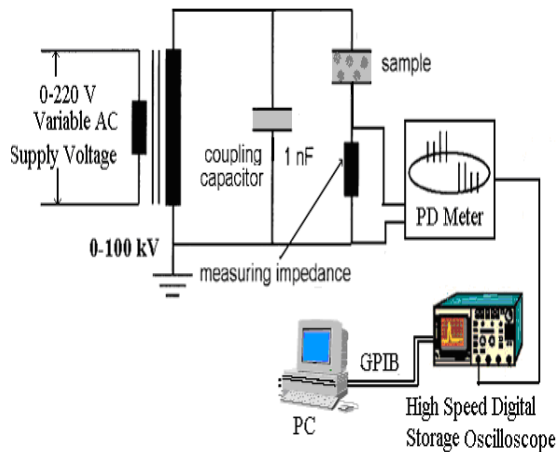 sample
0-220 V
Variable AC
Supply Voltage
coupling
capacitor
1 nF
PD Meter
0-100 kV
measuring impedance
GPIB
PC
High Speed Digital
Storage Oscilloscope